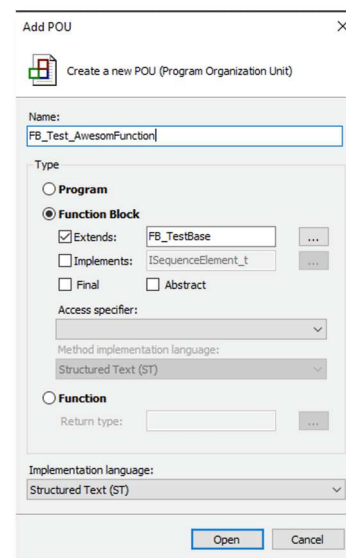 Add POU
Create a new POU (Program Organization Unit)
Name:
FB_Test_AwesomFunction
Type
Program
Function Block
Extends: FB_TestBase ...
Implements: ISequenceElement_t ...
Final Abstract
Access specifier:
Method implementation language:
Structured Text (ST)
Function
Return type: ...
Implementation language:
Structured Text (ST)
Open Cancel